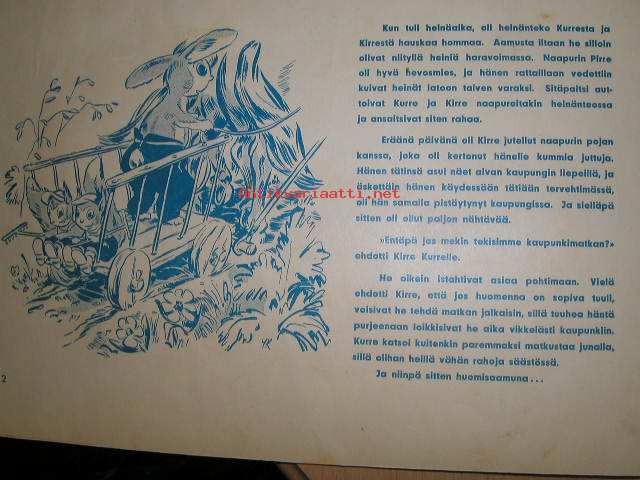 Kun tuli heinäaika, oli heinänteko Kurresta ja
Kirrestä hauskaa hommaa. Aamusta iltaan he silloin
olivat niityllä heiniä haravoimassa. Naapurin Pirre
oli hyvä hevosmies, ja hänen rattaillaan vedettiin
kuivat heinät latoon talven varaksi. Sitäpaitsi aut-
toivat Kurre ja Kirre naapureitakin heinänteossa
ja ansaitsivat siten rahaa.
Eräänä päivänä oli Kirre jutellut naapurin pojan
kanssa, joka oli kertonut hänelle kummia juttuja.
Hänen tätinsä asui näet aivan kaupungin liepeillä, ja
äskettäin hänen käydessään tätiään tervehtimässä,
oli hän samalla pistäytynyt kaupungissa. Ja sielläpä
sitten oli ollut paljon nähtävää.
»Entäpä jos mekin tekisimme kaupunkimatkan?»
ehdotti Kirre Kurrelle.
He oikein istahtivat asiaa pohtimaan. Vielä
ehdotti Kirre, että jos huomenna on sopiva tuuli,
voisivat he tehdä matkan jalkaisin, sillä tuuhea häntä
purjeenaan loikkisivat he aika vikkelästi kaupunkiin.
Kurre katsoi kuitenkin paremmaksi matkustaa junalla,
sillä olihan heillä vähän rahoja säästössä.
Ja niinpä sitten huomisaamuna...
2